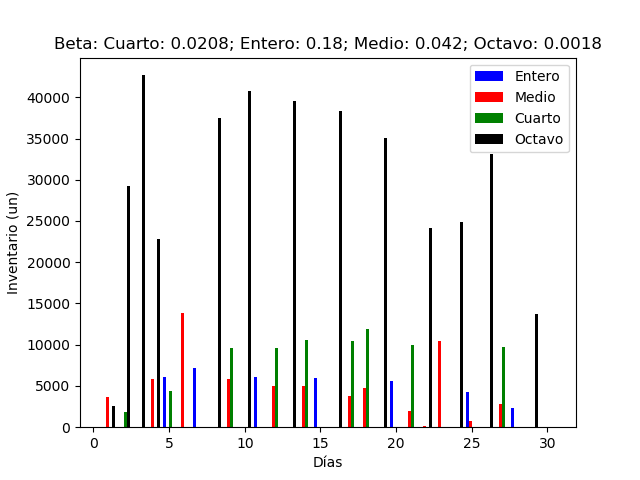 Beta: Cuarto: 0.0208; Entero: 0.18; Medio: 0.042; Octavo: 0.0018
Entero
Medio
Cuarto
Octavo
Inventario (un)
40000
35000
30000
25000
20000
15000
10000
5000
0
0 5 10 15 20 25 30
Días